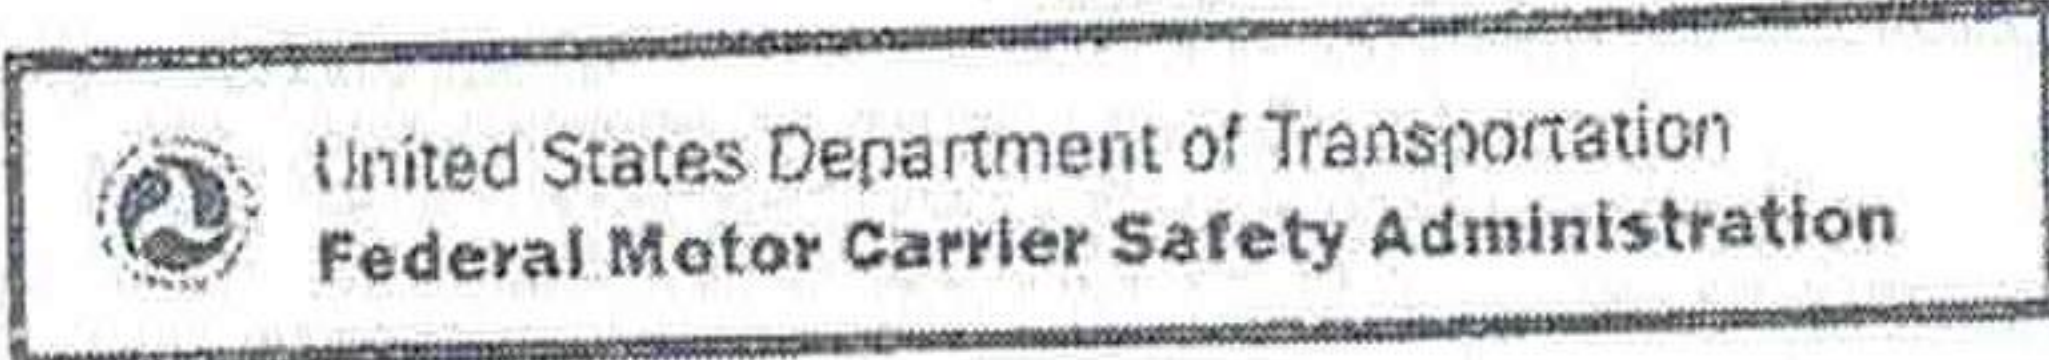 United States Department of Transportation
Federal Motor Carrier Safety Administration